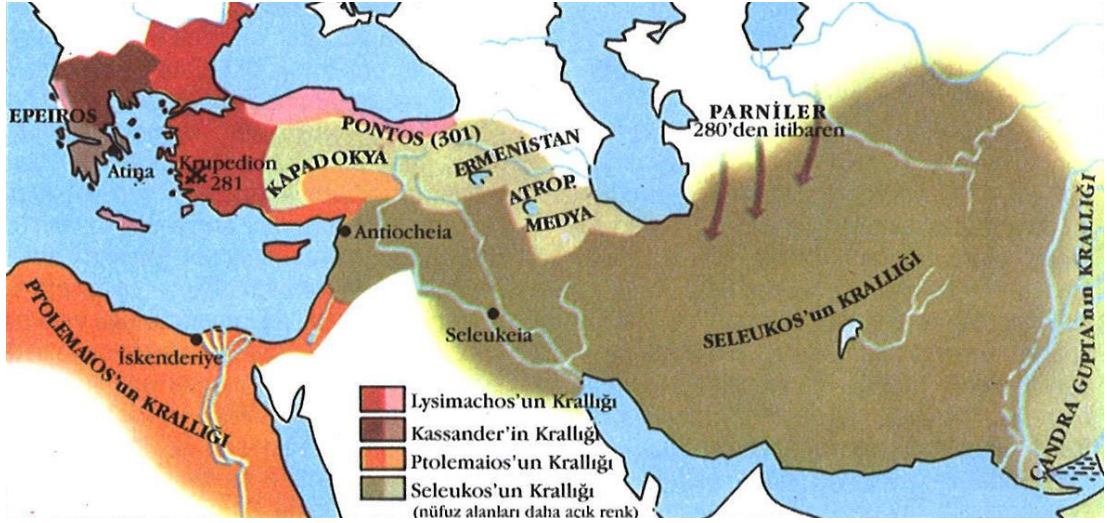 EPEIROS
Atina
Krupedion
281
PONTOS (301)
KAPADOKYA
ERMENİSTAN
ATROP.
MEDYA
PARNİLER
280'den itibaren
Antiocheia
Seleukeia
SELEUKOS'un KRALLIĞI
ÇANDRA GUPTA'nın KRALLIĞI
PTOLEMAIOS'un KRALLIĞI
İskenderiye
Lysimachos'un Krallığı
Kassander'in Krallığı
Ptolemaios'un Krallığı
Seleukos'un Krallığı
(nüfuz alanları daha açık renk)